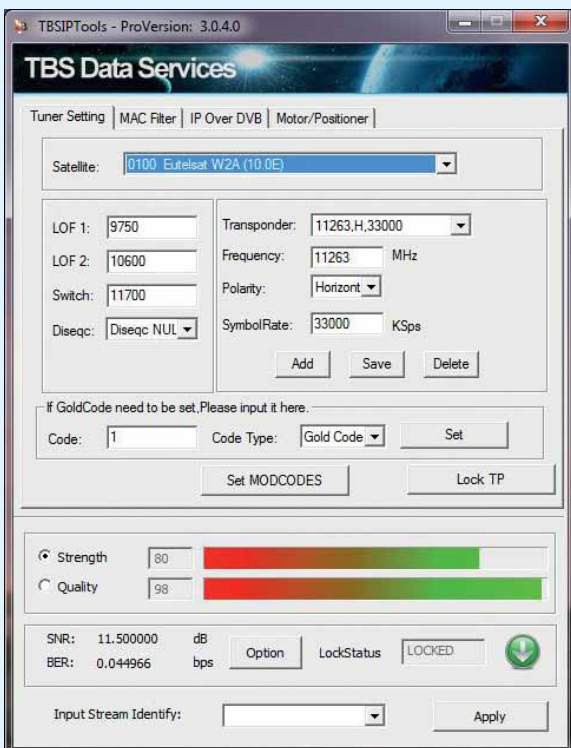 TBSIPTools - ProVersion: 3.0.4.0
TBS Data Services
Tuner Setting MAC Filter IP Over DVB Motor/Positioner
Satellite: 0100 Eutelsat W2A (10.0E)
LOF 1: 9750
LOF 2: 10600
Switch: 11700
Diseqc: Diseqc NUL
Transponder: 11263,H,33000
Frequency: 11263 MHz
Polarity: Horizont
SymbolRate: 33000 KSps
Add Save Delete
If GoldCode need to be set,Please input it here.
Code: 1 Code Type: Gold Code Set
Set MODCODES Lock TP
Strength 80
Quality 98
SNR: 11.500000 dB
BER: 0.044966 bps
Option LockStatus LOCKED
Input Stream Identify: Apply